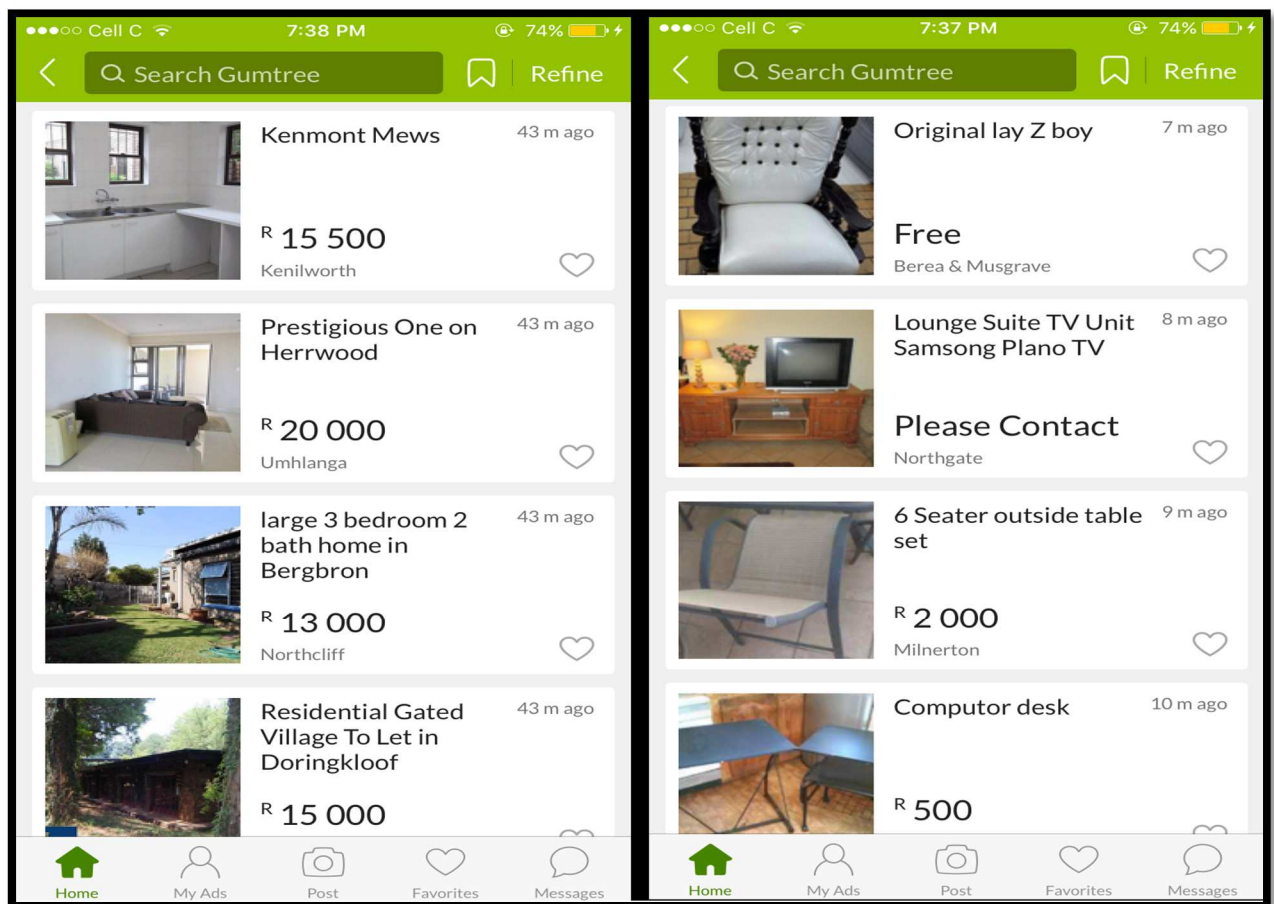 Cell C 7:38 PM 74%
Search Gumtree Refine
Kenmont Mews 43 m ago
R 15 500
Kenilworth
Prestigious One on 43 m ago
Herrwood
R 20 000
Umhlanga
large 3 bedroom 2 43 m ago
bath home in
Bergbron
R 13 000
Northcliff
Residential Gated 43 m ago
Village To Let in
Doringkloof
R 15 000
Home My Ads Post Favorites Messages
Cell C 7:37 PM 74%
Search Gumtree Refine
Original lay Z boy 7 m ago
Free
Berea & Musgrave
Lounge Suite TV Unit 8 m ago
Samsong Plano TV
Please Contact
Northgate
6 Seater outside table 9 m ago
set
R 2 000
Milnerton
Computor desk 10 m ago
R 500
Home My Ads Post Favorites Messages